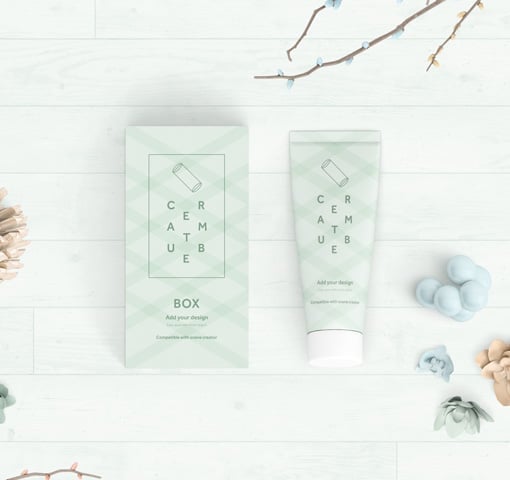 C R
E
A M
T
U B
E
BOX
Add your design
Compatible with scene creator
C R
E
A M
T
U B
E
Add your design
Compatible with scene creator